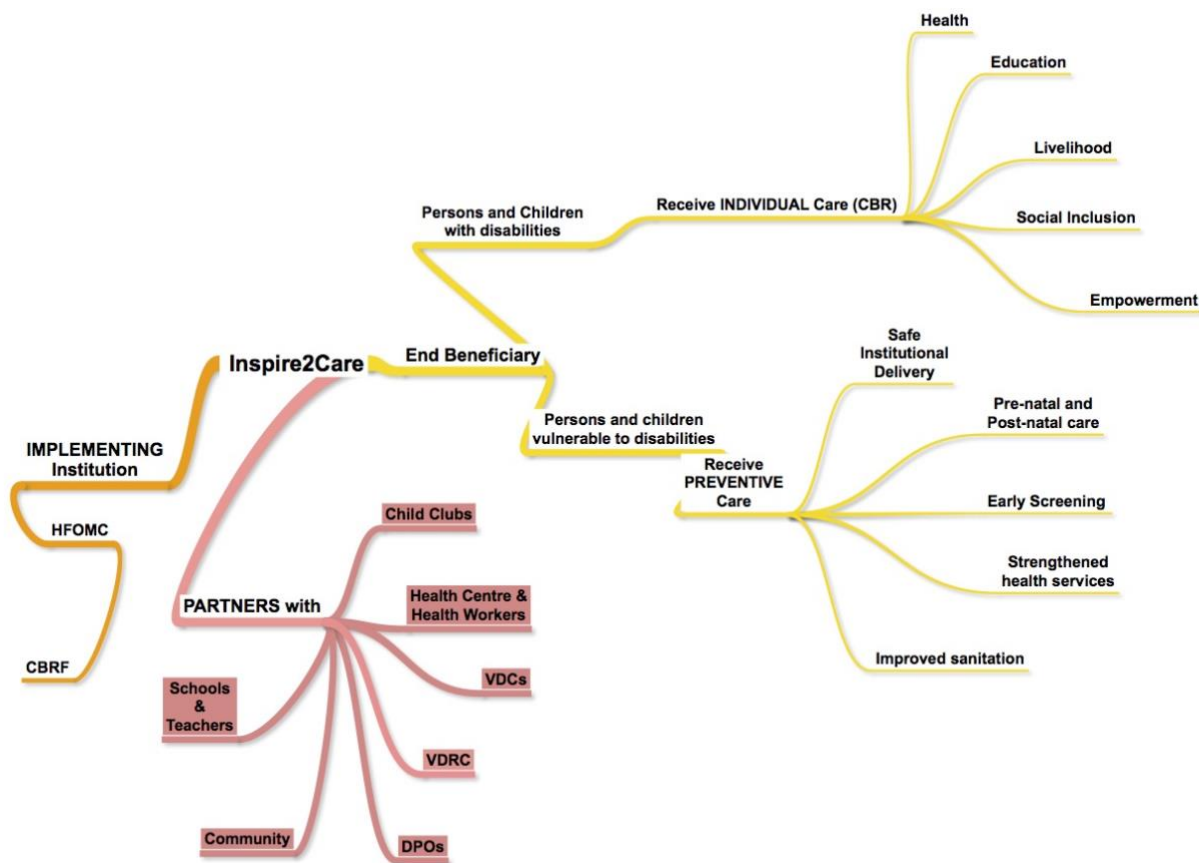 Health
Education
Livelihood
Social Inclusion
Empowerment
Receive INDIVIDUAL Care (CBR)
Persons and Children
with disabilities
Inspire2Care
End Beneficiary
Persons and children
vulnerable to disabilities
Receive
PREVENTIVE
Care
Safe
Institutional
Delivery
Pre-natal and
Post-natal care
Early Screening
Strengthened
health services
Improved sanitation
IMPLEMENTING
Institution
HFOMC
CBRF
PARTNERS with
Child Clubs
Health Centre &
Health Workers
VDCs
VDRC
DPOs
Community
Schools
&
Teachers